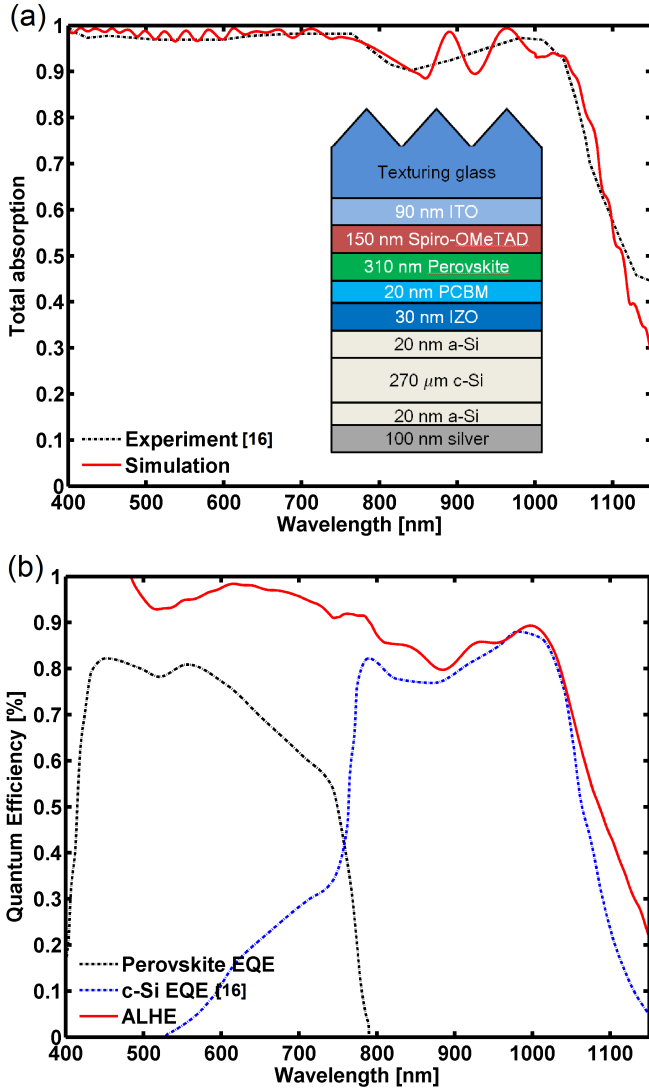 (a)
1
0.9
0.8
0.7
0.6
0.5
0.4
0.3
0.2
0.1
0
Total absorption
Texturing glass
90 nm ITO
150 nm Spiro-OMeTAD
310 nm Perovskite
20 nm PCBM
30 nm IZO
20 nm a-Si
270 μm c-Si
20 nm a-Si
100 nm silver
Experiment [16]
Simulation
400 500 600 700 800 900 1000 1100
Wavelength [nm]
(b)
1
0.9
0.8
0.7
0.6
0.5
0.4
0.3
0.2
0.1
0
Quantum Efficiency [%]
Perovskite EQE
c-Si EQE [16]
ALHE
400 500 600 700 800 900 1000 1100
Wavelength [nm]